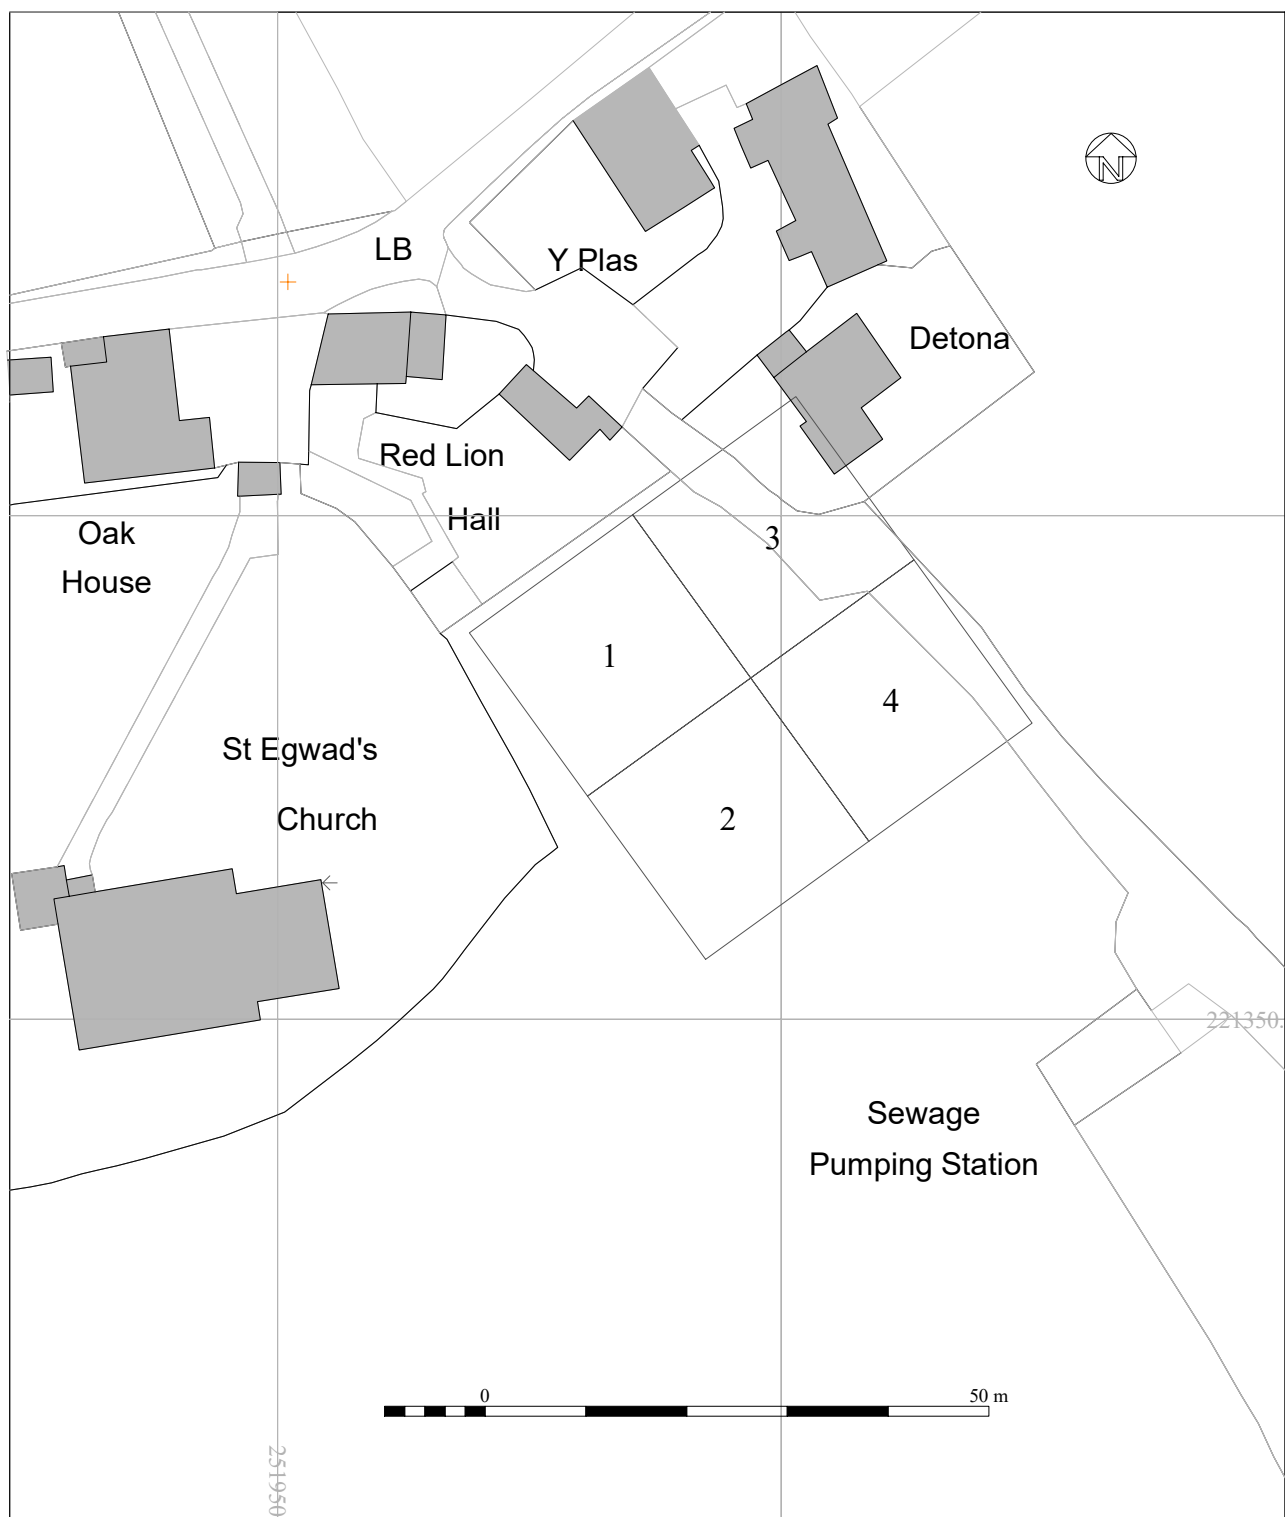 N
LB
Y Plas
Detona
Red Lion
Hall
Oak
House
3
1
4
St Egwad's
Church
2
221350.
Sewage
Pumping Station
0
50 m
251950